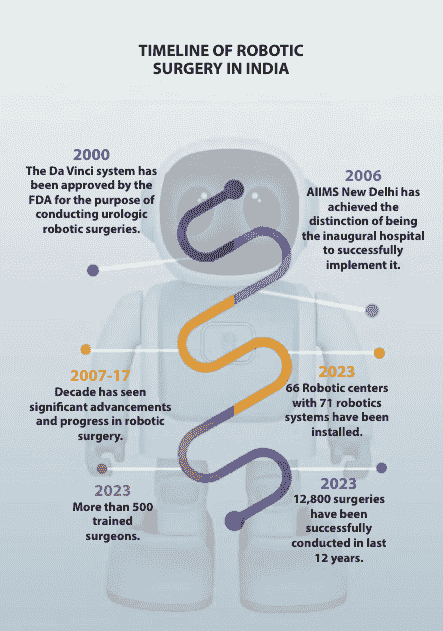 TIMELINE OF ROBOTIC
SURGERY IN INDIA
2000
The Da Vinci system has
been approved by the
FDA for the purpose of
conducting urologic
robotic surgeries.
2006
AIIMS New Delhi has
achieved the
distinction of being
the inaugural hospital
to successfully
implement it.
2007-17
Decade has seen
significant advancements
and progress in robotic
surgery.
2023
66 Robotic centers
with 71 robotics
systems have been
installed.
2023
More than 500
trained
surgeons.
2023
12,800 surgeries
have been
successfully
conducted in last
12 years.